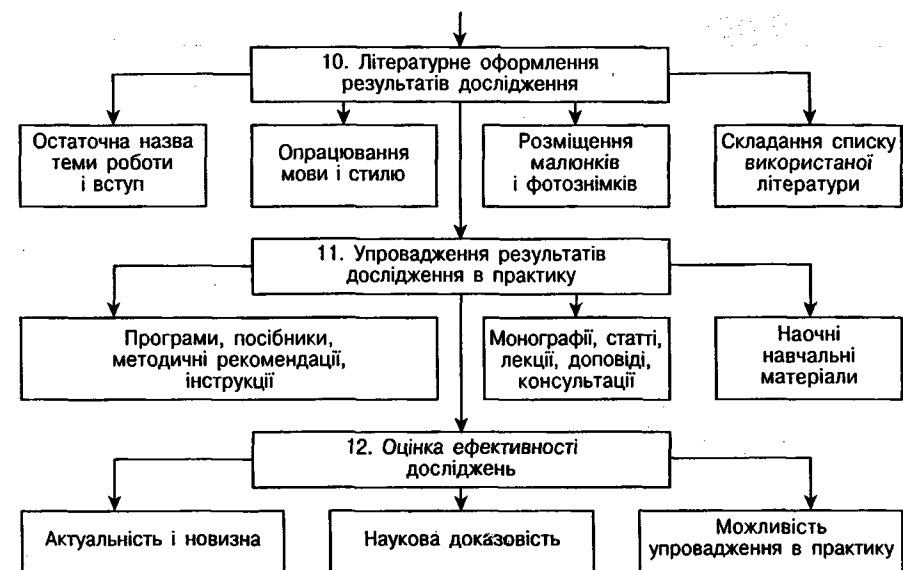 10. Літературне оформлення
результатів дослідження
Остаточна назва
теми роботи
і вступ
Опрацювання
мови і стилю
Розміщення
малюнків
і фотознімків
Складання списку
використаної
літератури
11. Упровадження результатів
дослідження в практику
Програми, посібники,
методичні рекомендації,
інструкції
Монографії, статті,
лекції, доповіді,
консультації
Наочні
навчальні
матеріали
12. Оцінка ефективності
досліджень
Актуальність і новизна
Наукова доказовість
Можливість
упровадження в практику